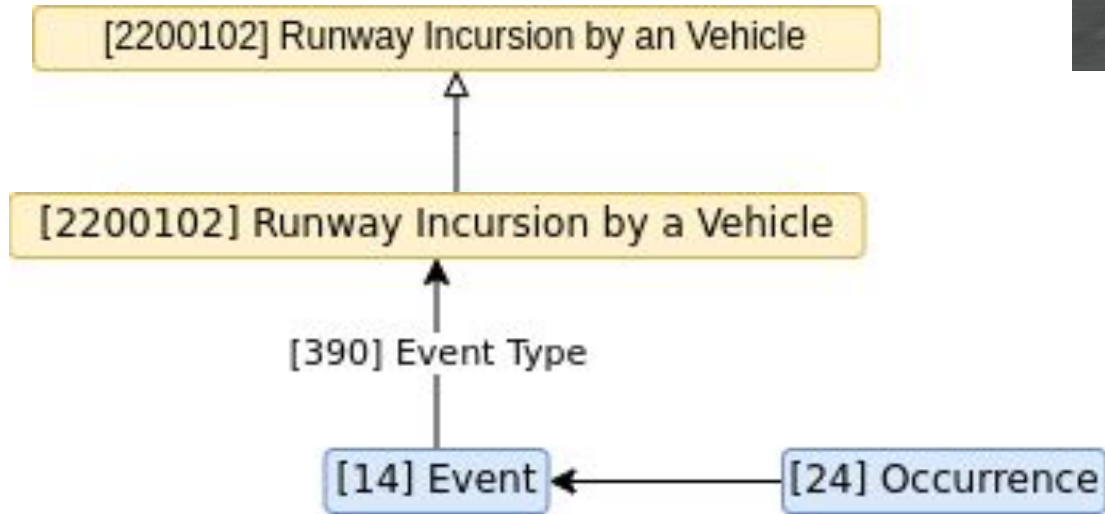 [2200102] Runway Incursion by an Vehicle
[2200102] Runway Incursion by a Vehicle
[390] Event Type
[14] Event
[24] Occurrence